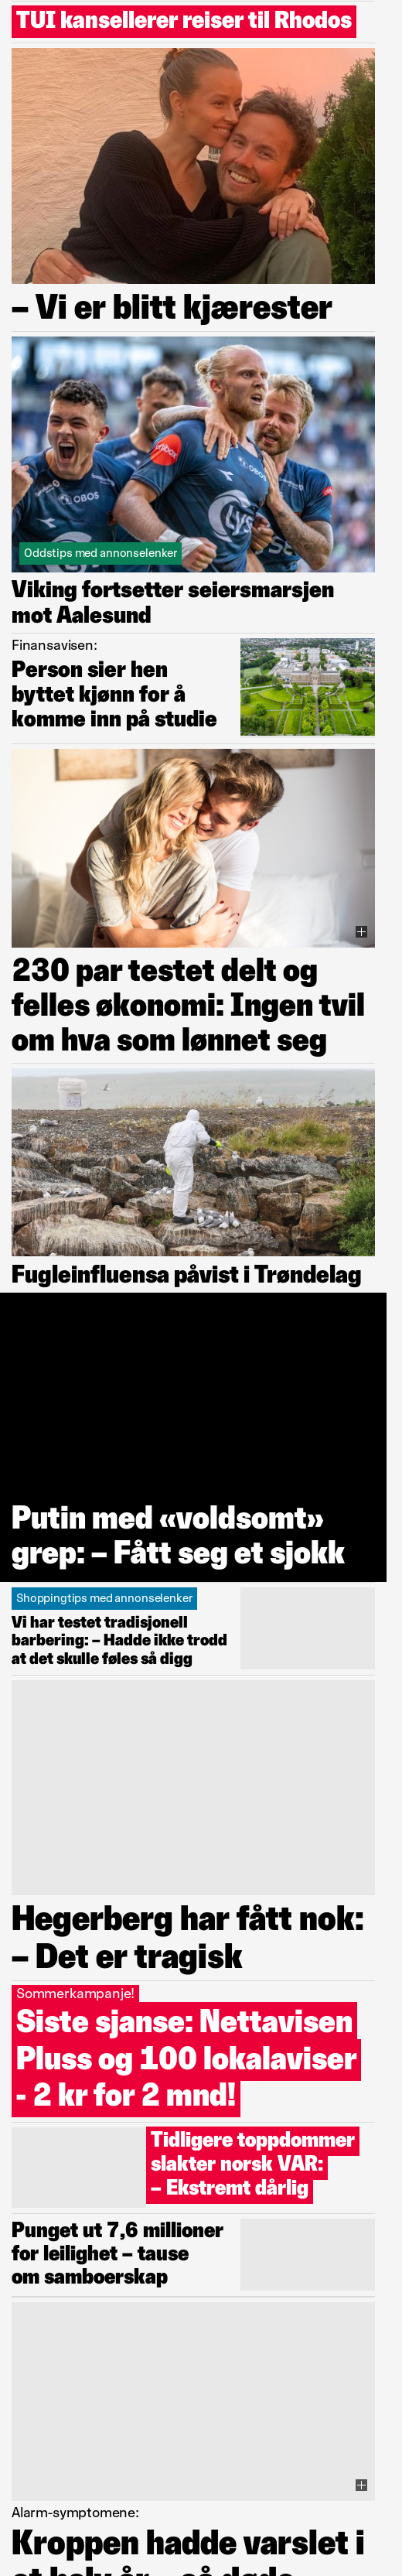 TUI kansellerer reiser til Rhodos
– Vi er blitt kjærester
Oddstips med annonselenker
Viking fortsetter seiersmarsjen
mot Aalesund
Finansavisen:
Person sier hen
byttet kjønn for å
komme inn på studie
230 par testet delt og
felles økonomi: Ingen tvil
om hva som lønnet seg
Fugleinfluensa påvist i Trøndelag
Putin med «voldsomt»
grep: – Fått seg et sjokk
Shoppingtips med annonselenker
Vi har testet tradisjonell
barbering: – Hadde ikke trodd
at det skulle føles så digg
Hegerberg har fått nok:
– Det er tragisk
Sommerkampanje!
Siste sjanse: Nettavisen
Pluss og 100 lokalaviser
- 2 kr for 2 mnd!
Tidligere toppdommer
slakter norsk VAR:
– Ekstremt dårlig
Punget ut 7,6 millioner
for leilighet – tause
om samboerskap
Alarm-symptomene:
Kroppen hadde varslet i